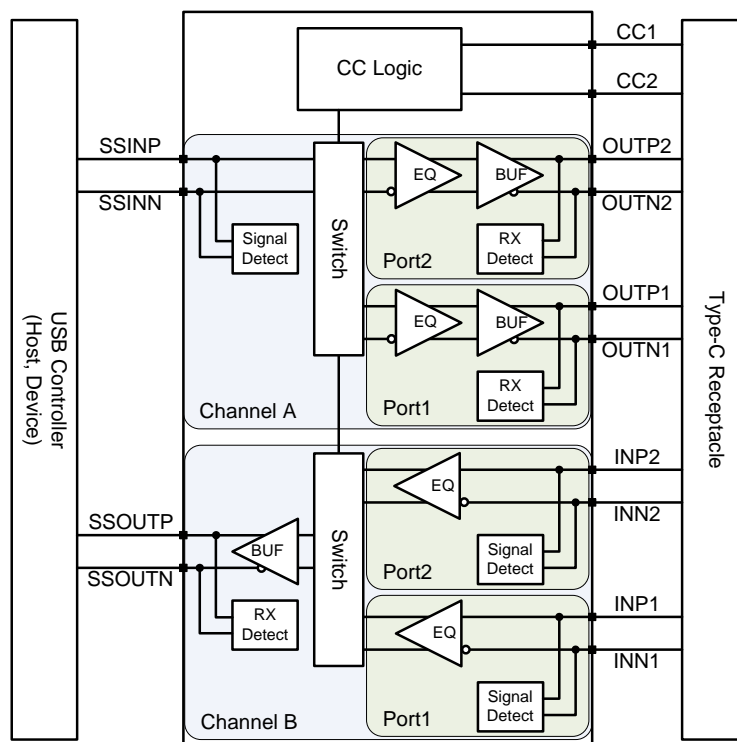 CC1
CC Logic
CC2
SSINP
OUTP2
EQ
BUF
SSINN
OUTN2
Signal
Detect
RX
Detect
Switch
Port2
OUTP1
EQ
BUF
OUTN1
RX
Detect
Channel A
Port1
USB Controller
(Host, Device)
Type-C Receptacle
INP2
EQ
INN2
SSOUTP
BUF
Switch
Signal
Detect
SSOUTN
Port2
RX
Detect
INP1
EQ
INN1
Signal
Detect
Channel B
Port1